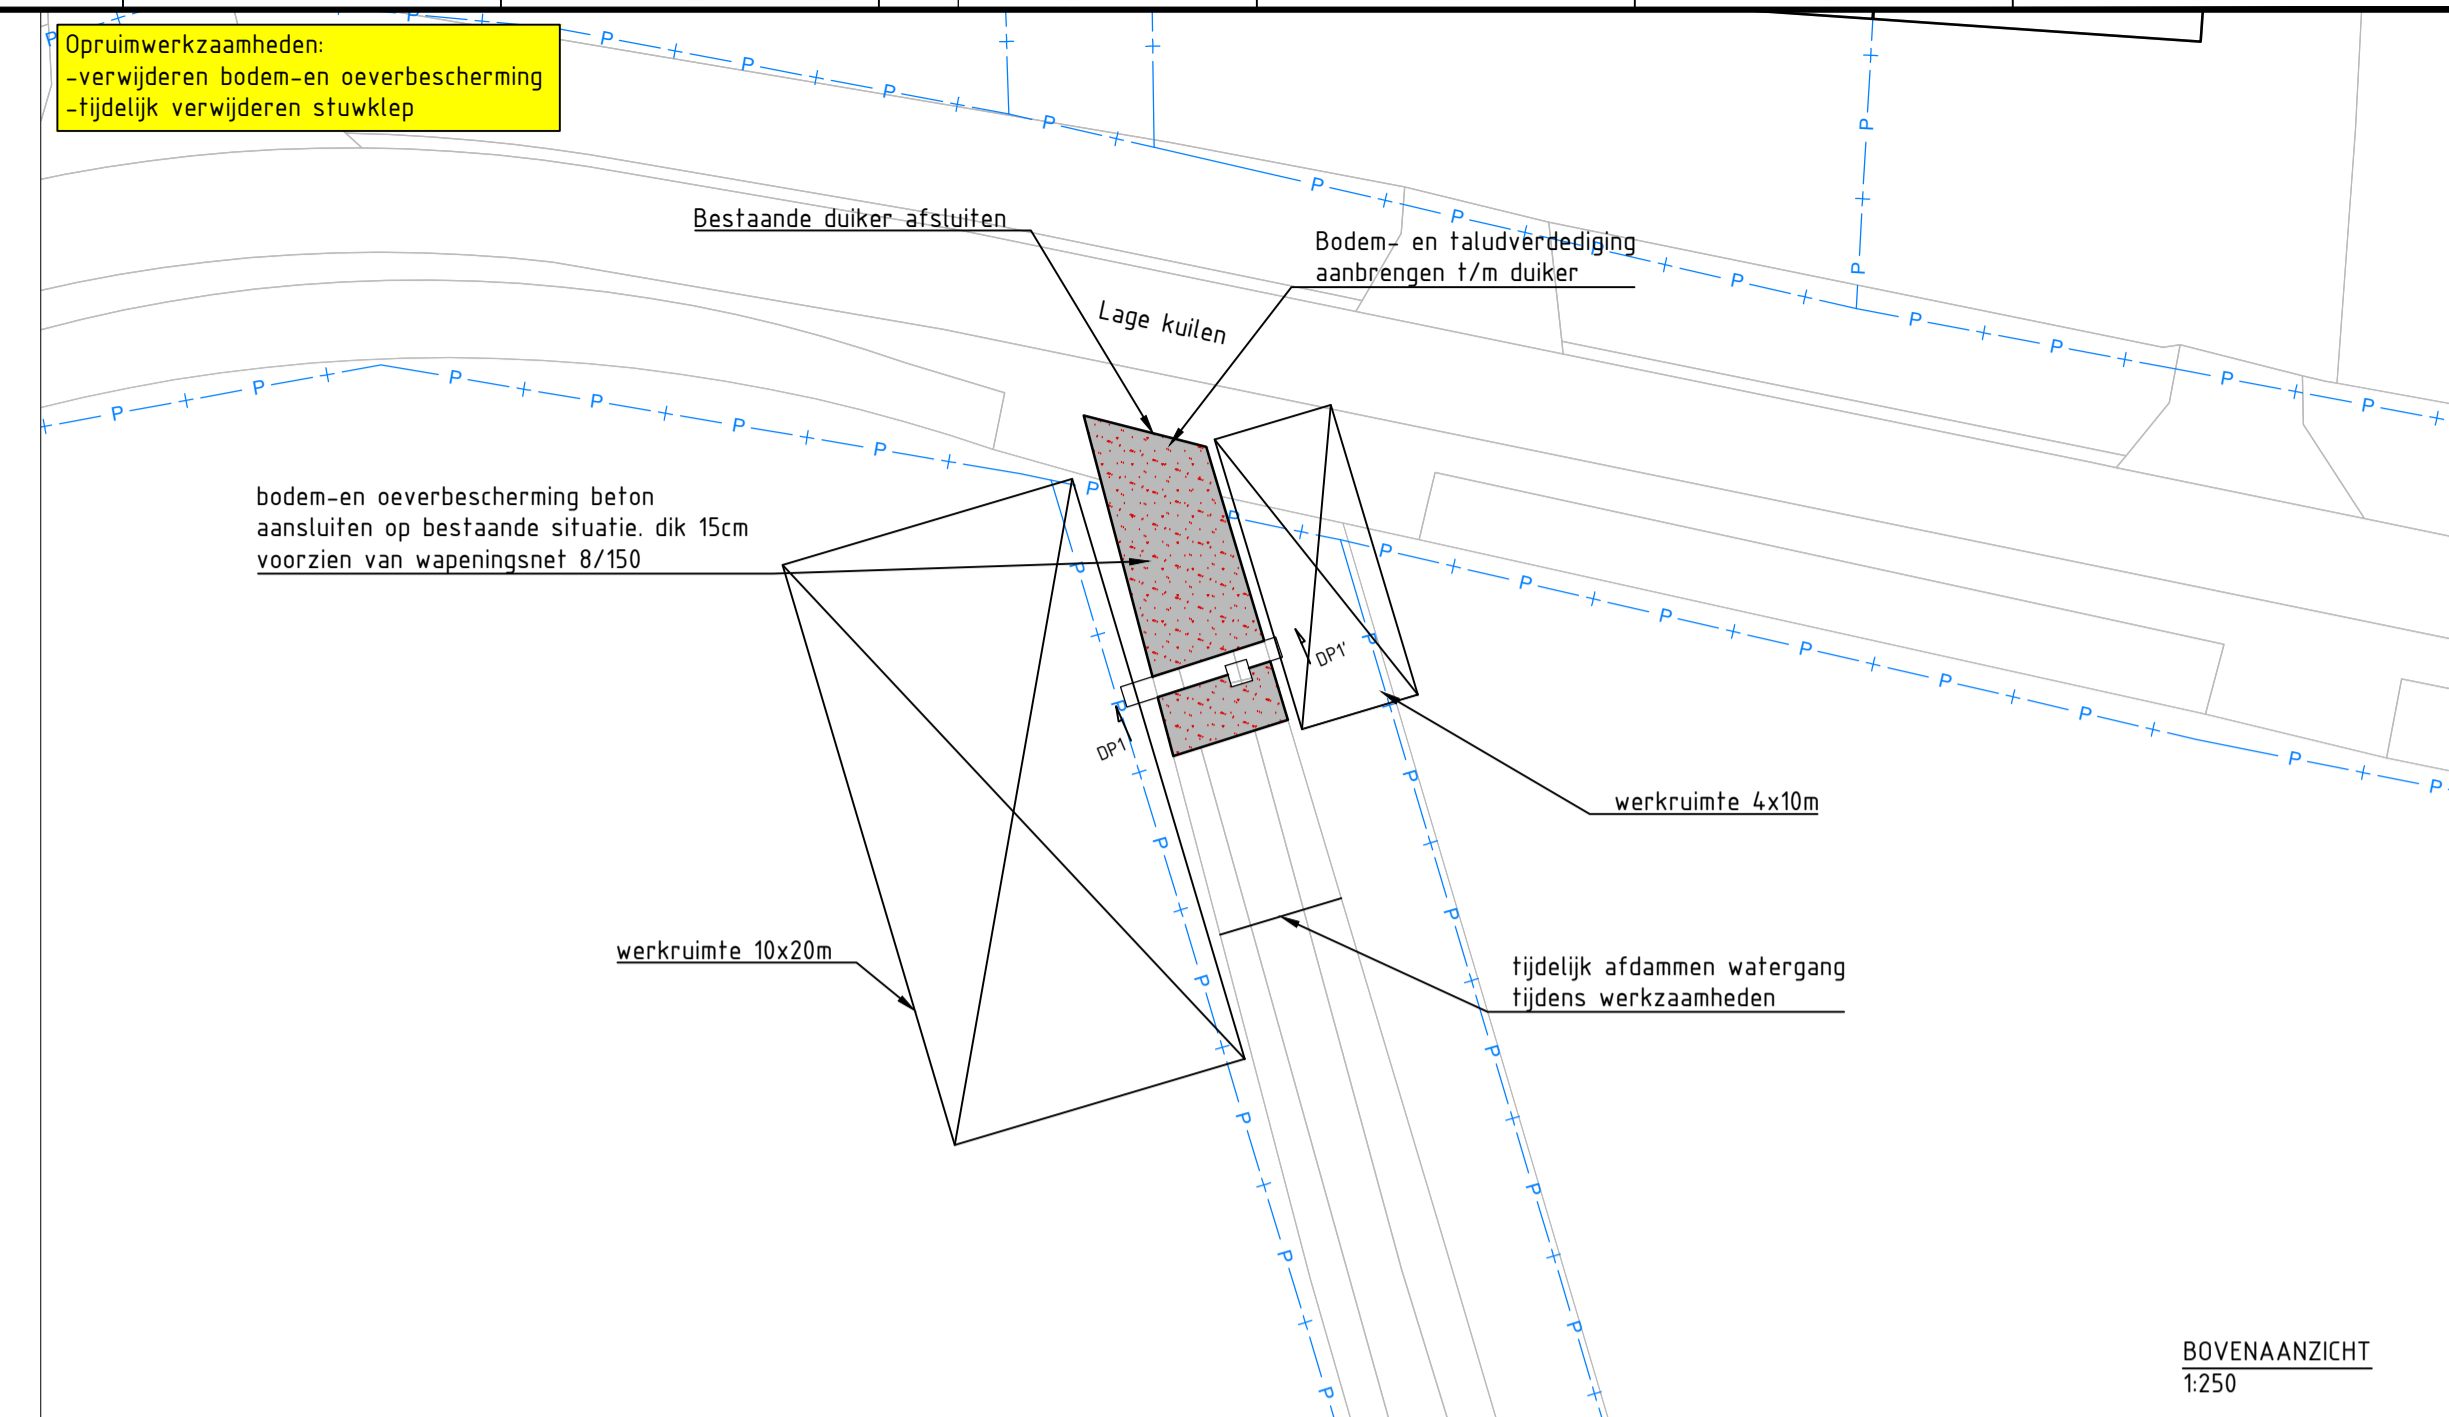 Opruimwerkzaamheden:
-verwijderen bodem-en oeverbescherming
-tijdelijk verwijderen stuwklep
Bestaande duiker afsluiten
Bodem- en taludverdediging
aanbrengen t/m duiker
Lage kuilen
bodem-en oeverbescherming beton
aansluiten op bestaande situatie. dik 15cm
voorzien van wapeningsnet 8/150
DP1'
DP1
werkruimte 4x10m
werkruimte 10x20m
tijdelijk afdammen watergang
tijdens werkzaamheden
BOVENAANZICHT
1:250